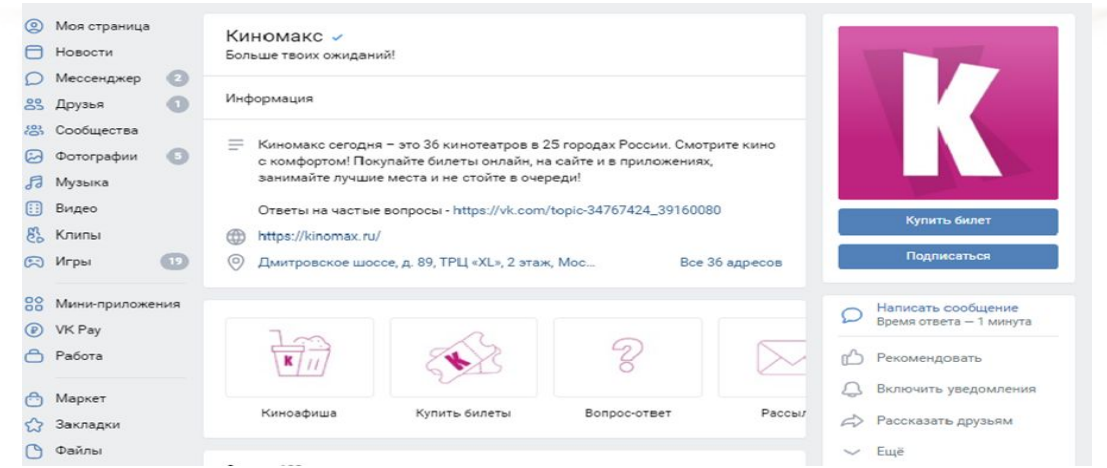 Моя страница
Новости
Мессенджер 2
Друзья 1
Сообщества
Фотографии 5
Музыка
Видео
Клипы
Игры 19
Мини-приложения
VK Pay
Работа
Маркет
Закладки
Файлы
Киномакс
Больше твоих ожиданий!
Информация
Киномакс сегодня – это 36 кинотеатров в 25 городах России. Смотрите кино
с комфортом! Покупайте билеты онлайн, на сайте и в приложениях,
занимайте лучшие места и не стойте в очереди!
Ответы на частые вопросы - https://vk.com/topic-34767424_39160080
https://kinomax.ru/
Дмитровское шоссе, д. 89, ТРЦ «XL», 2 этаж, Мос... Все 36 адресов
K
K
Киноафиша
Купить билеты
Вопрос-ответ
Рассыл
K
Купить билет
Подписаться
Написать сообщение
Время ответа – 1 минута
Рекомендовать
Включить уведомления
Рассказать друзьям
Ещё